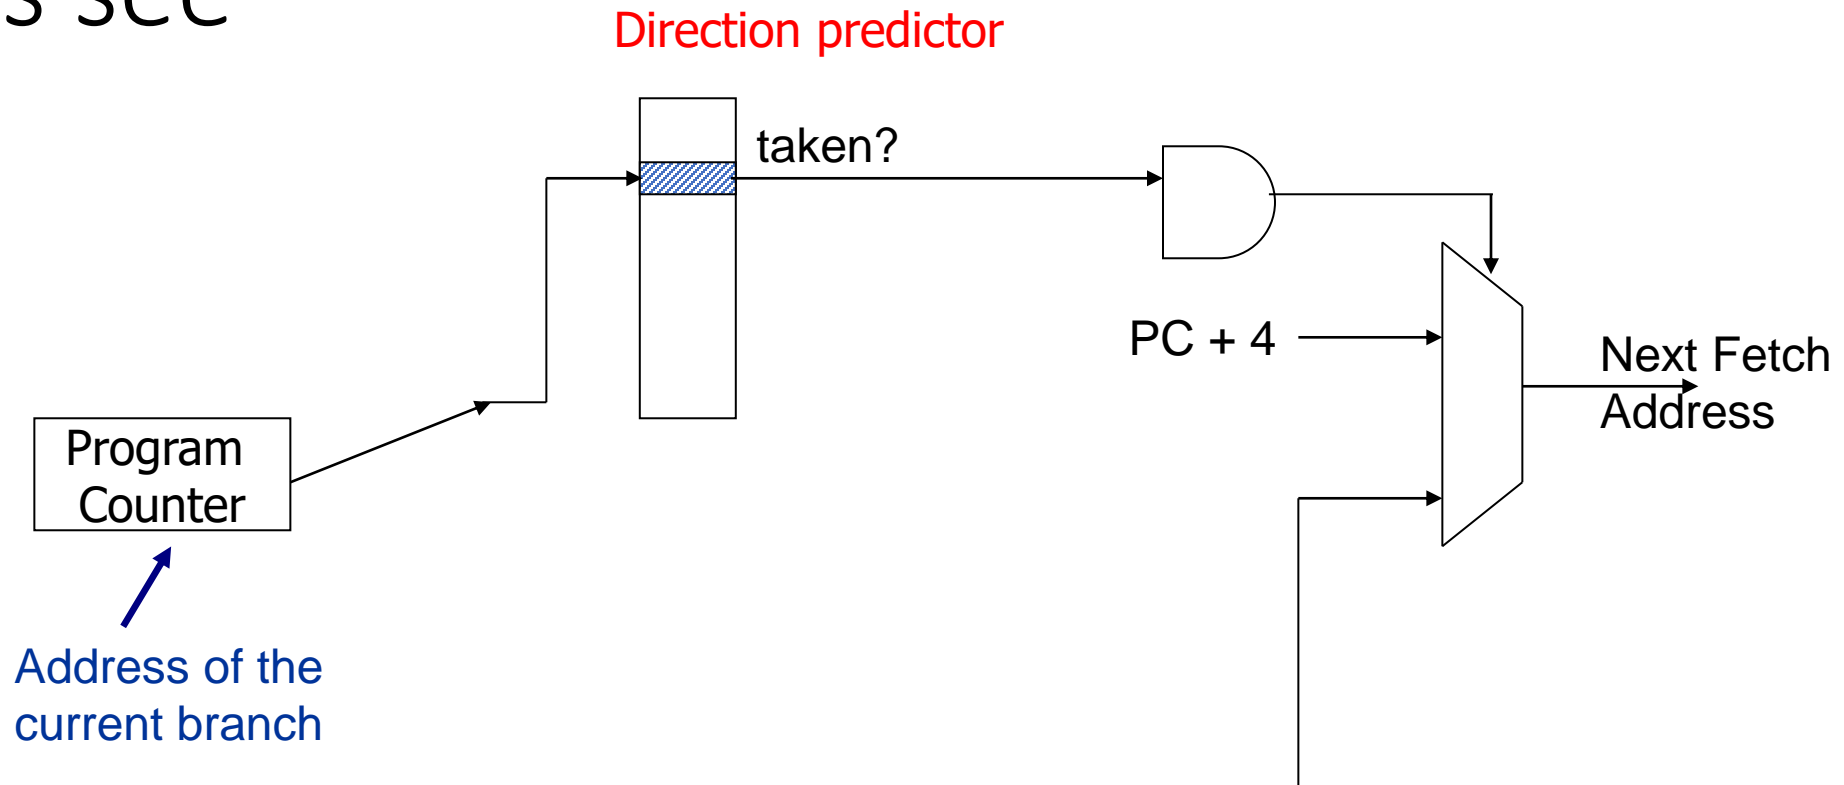 Direction predictor
taken?
PC + 4
Next Fetch
Address
Program
Counter
Address of the
current branch